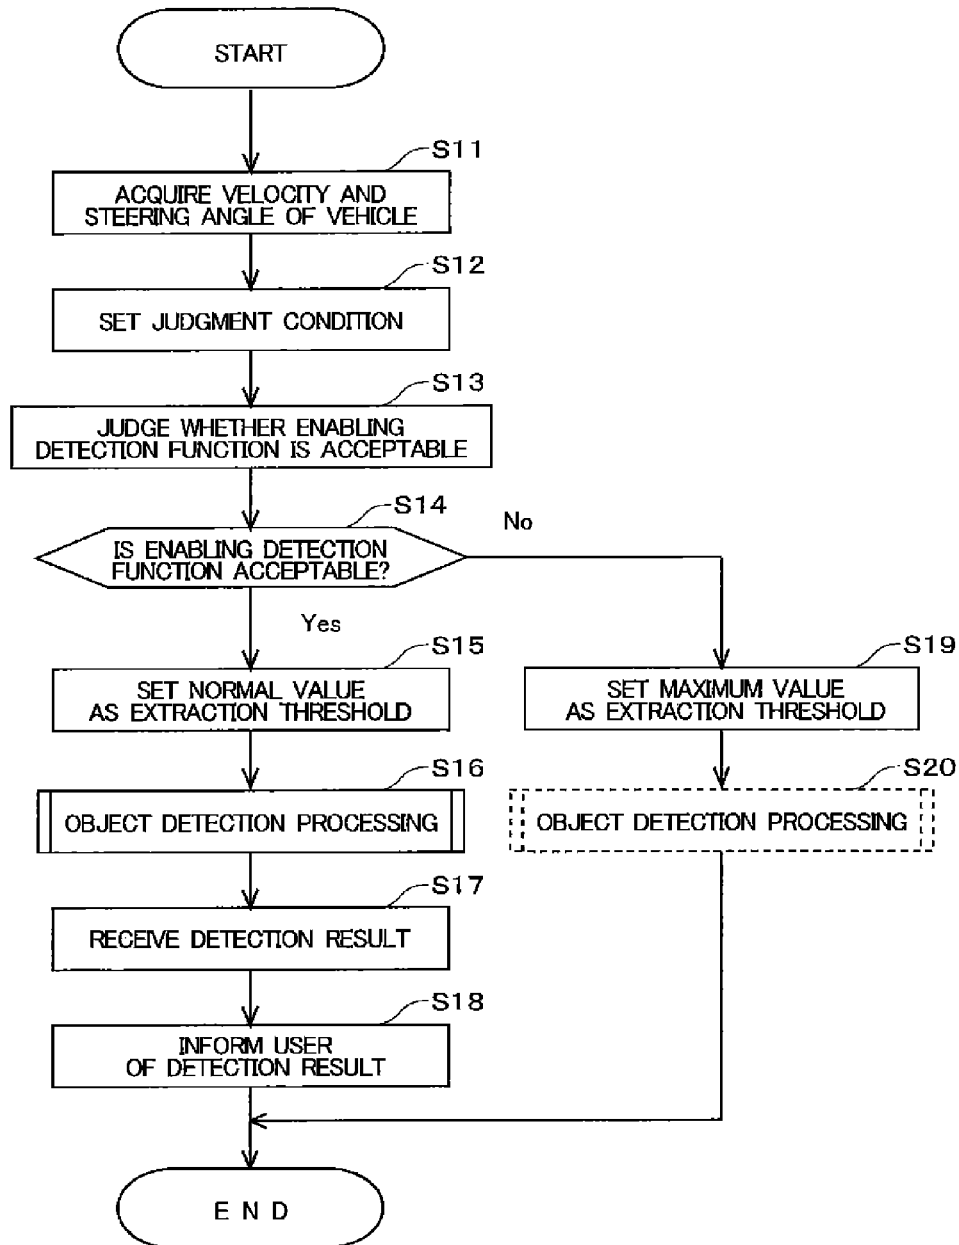 START
S11
ACQUIRE VELOCITY AND
STEERING ANGLE OF VEHICLE
S12
SET JUDGMENT CONDITION
S13
JUDGE WHETHER ENABLING
DETECTION FUNCTION IS ACCEPTABLE
S14
No
IS ENABLING DETECTION
FUNCTION ACCEPTABLE?
Yes
S15
SET NORMAL VALUE
AS EXTRACTION THRESHOLD
S19
SET MAXIMUM VALUE
AS EXTRACTION THRESHOLD
S16
OBJECT DETECTION PROCESSING
S20
OBJECT DETECTION PROCESSING
S17
RECEIVE DETECTION RESULT
S18
INFORM USER
OF DETECTION RESULT
E N D